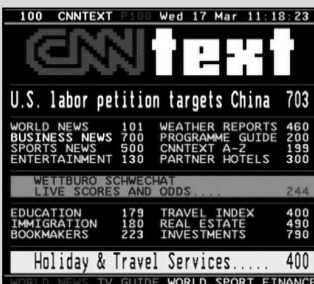 100 CNNTEXT P100 Wed 17 Mar 11:18:23
CNN text
U.S. labor petition targets China 703
WORLD NEWS 101 WEATHER REPORTS 460
BUSINESS NEWS 700 PROGRAMME GUIDE 200
SPORTS NEWS 500 CNNTEXT A-Z 199
ENTERTAINMENT 130 PARTNER HOTELS 300
WETTBURO SCHWECHAT
LIVE SCORES AND ODDS.... 244
EDUCATION 179 TRAVEL INDEX 400
IMMIGRATION 180 REAL ESTATE 490
BOOKMAKERS 223 INVESTMENTS 790
Holiday & Travel Services..... 400
WORLD NEWS TV GUIDE WORLD SPORT FINANCE